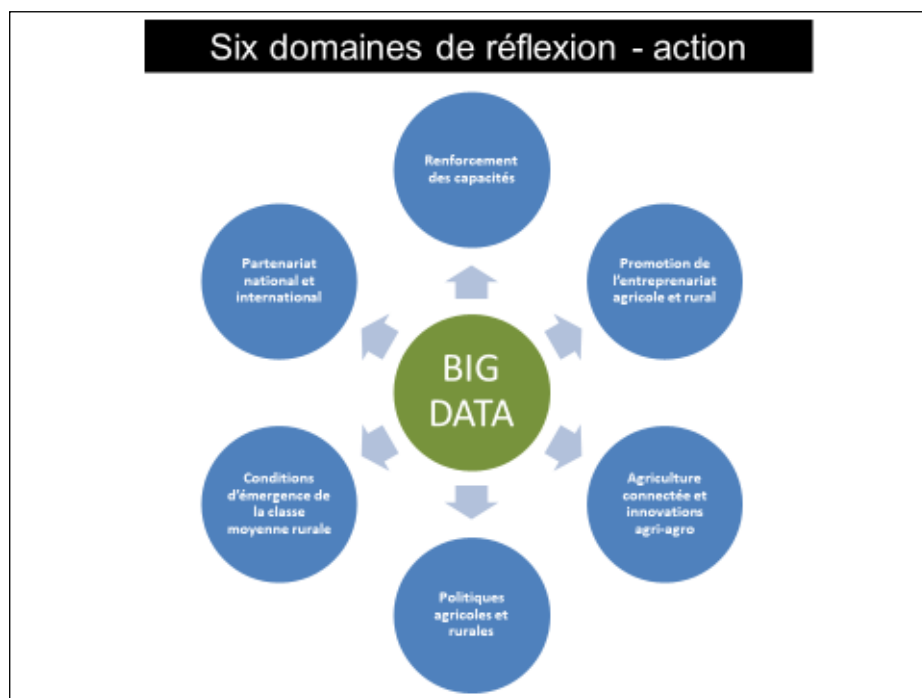 Six domaines de réflexion - action
Renforcement
des capacités
Promotion de
l'entreprenariat
agricole et rural
Agriculture
connectée et
innovations
agri-agro
Politiques
agricoles et
rurales
Conditions
d'émergence de
la classe
moyenne rurale
Partenariat
national et
international
BIG
DATA